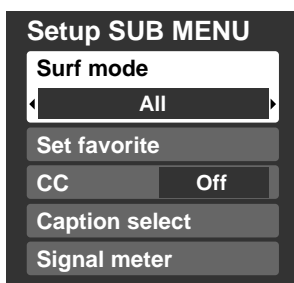 Setup SUB MENU
Surf mode
All
Set favorite
CC Off
Caption select
Signal meter